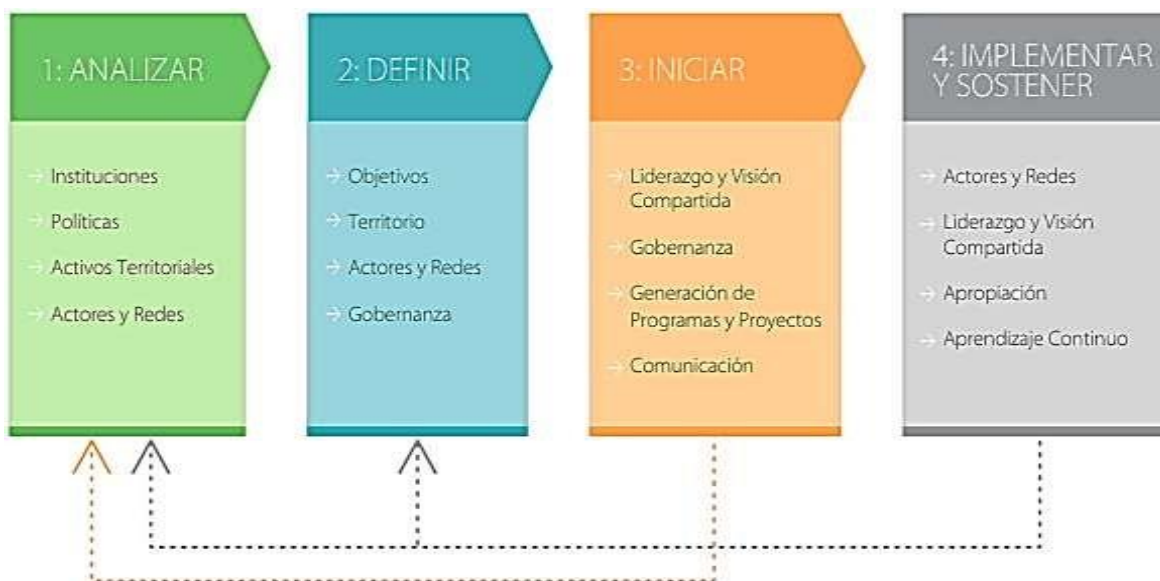 1: ANALIZAR
Instituciones
Políticas
Activos Territoriales
Actores y Redes
2: DEFINIR
Objetivos
Territorio
Actores y Redes
Gobernanza
3: INICIAR
Liderazgo y Visión
Compartida
Gobernanza
Generación de
Programas y Proyectos
Comunicación
4: IMPLEMENTAR
Y SOSTENER
Actores y Redes
Liderazgo y Visión
Compartida
Apropiación
Aprendizaje Continuo